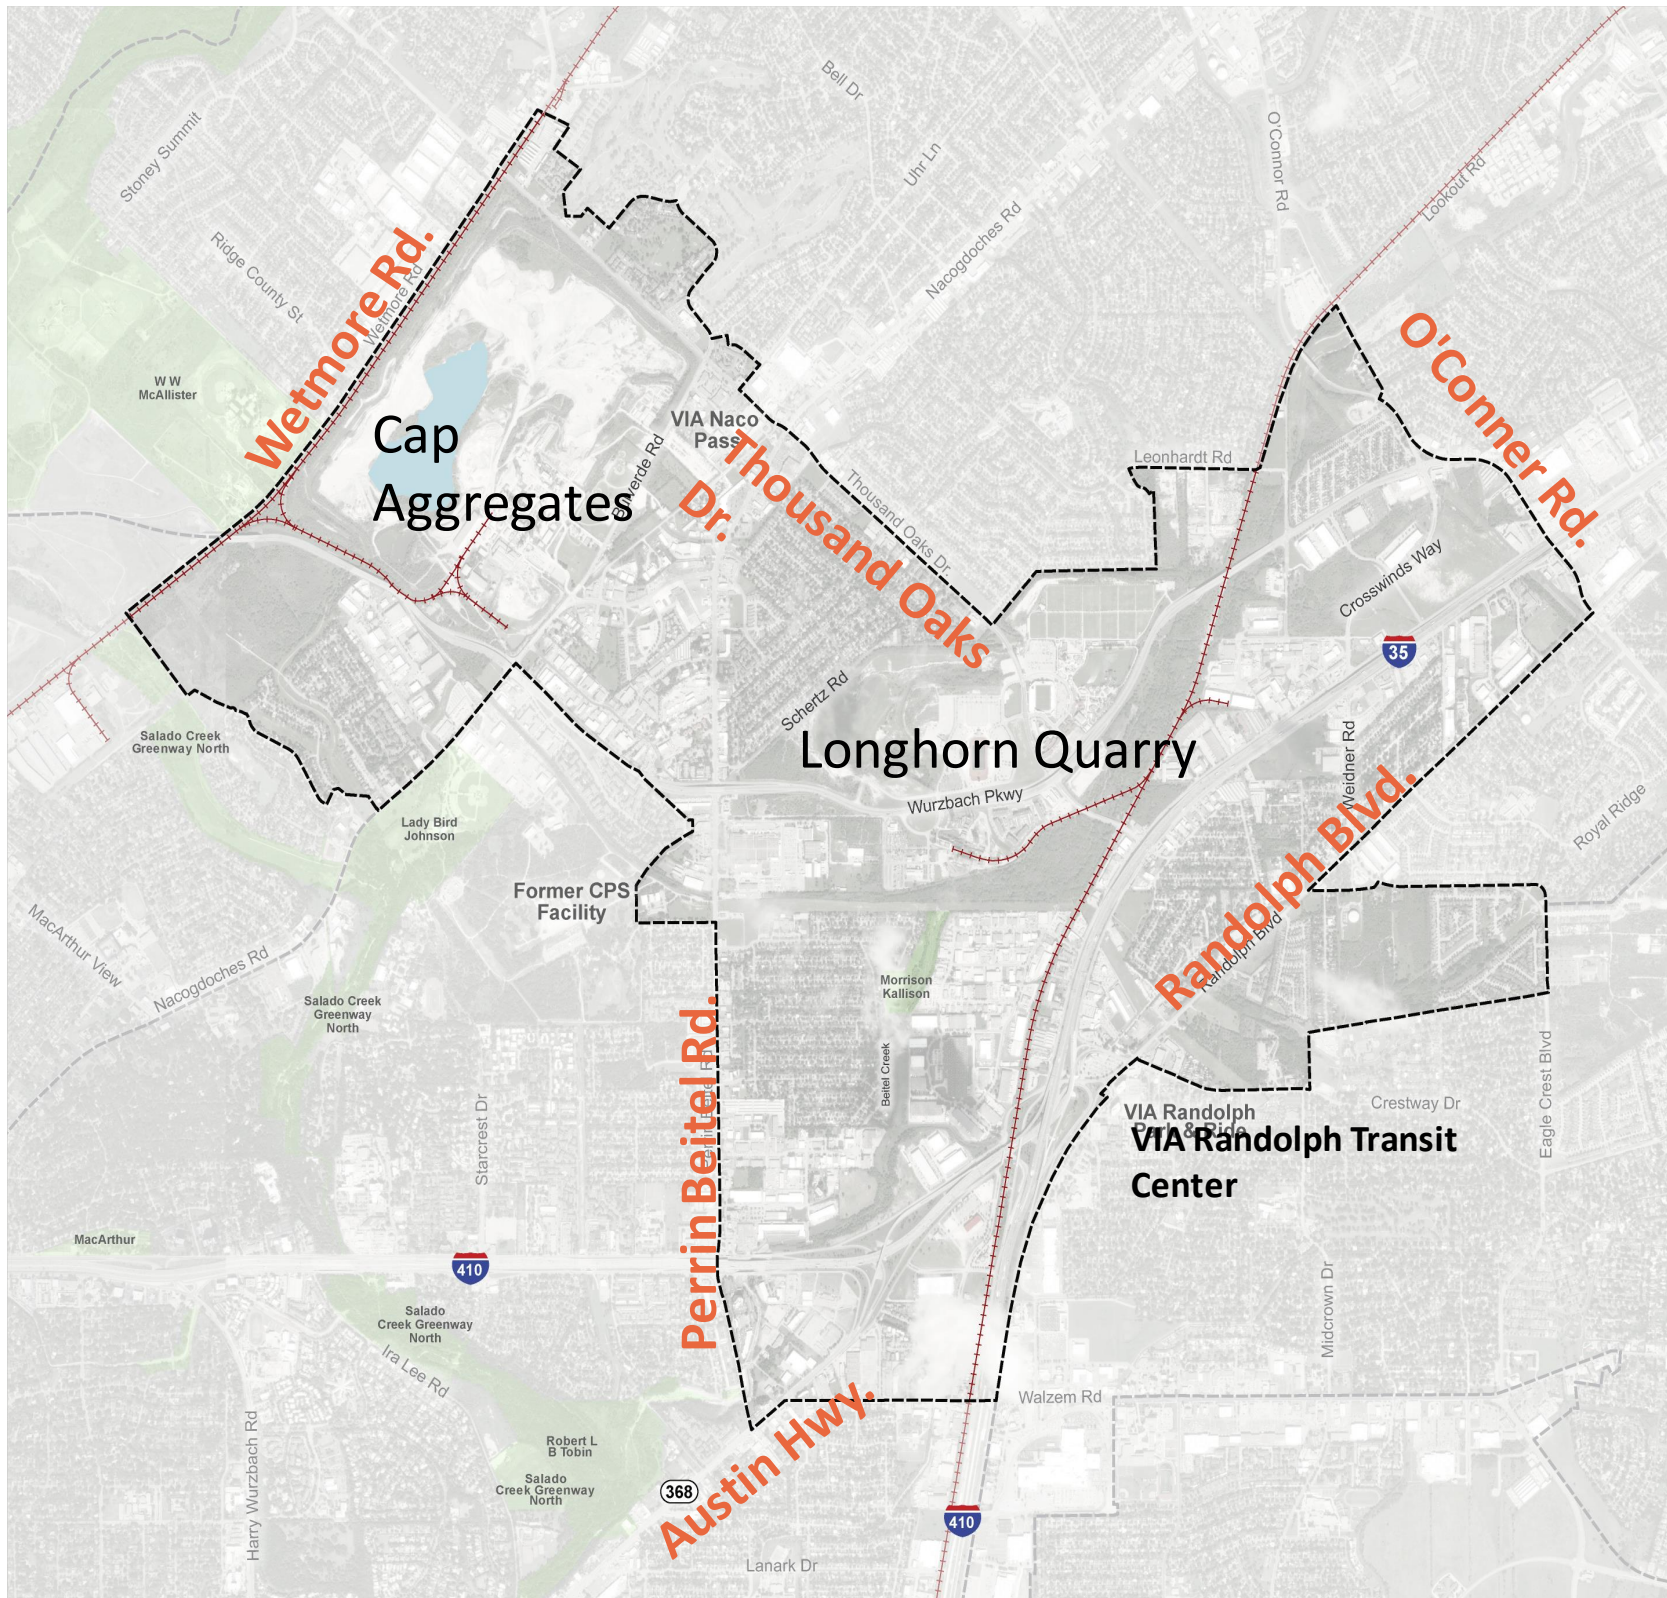 Bell Dr
O'Connor Rd
Stoney Summit
Uhr Ln
Lookout Rd
Nacogdoches Rd
Ridge County St
Wetmore Rd.
Wetmore Rd
O'Conner Rd.
W W
McAllister
Cap
Aggregates
VIA Naco
Pass
Thousand Oaks
Dr.
Thousand Oaks Dr.
Leonhardt Rd
Crosswinds Way
35
Schertz Rd
Salado Creek
Greenway North
Longhorn Quarry
Weidner Rd
Wurzbach Pkwy
Randolph Blvd.
Randolph Blvd
Royal Ridge
Lady Bird
Johnson
Former CPS
Facility
MacArthur View
Nacogdoches Rd
Morrison
Kallison
Salado Creek
Greenway
North
Perrin Beitel Rd.
Beitel Creek
Starcrest Dr
Eagle Crest Blvd
Crestway Dr
VIA Randolph
Park & Ride
VIA Randolph Transit
Center
MacArthur
410
Salado
Creek Greenway
North
Ira Lee Rd
Midcrown Dr
Walzem Rd
Austin Hwy.
Harry Wurzbach Rd
Robert L
B Tobin
Salado
Creek Greenway
North
368
410
Lanark Dr